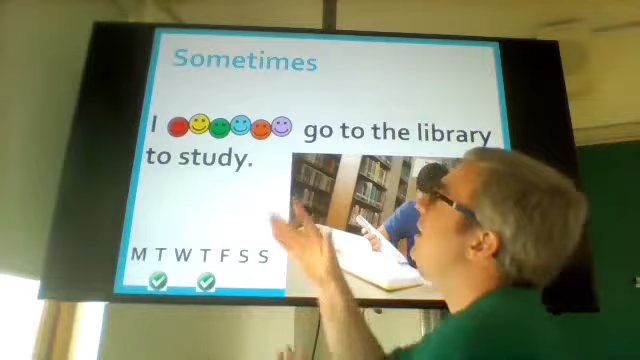 Sometimes
I go to the library
to study.
M T W T F S S